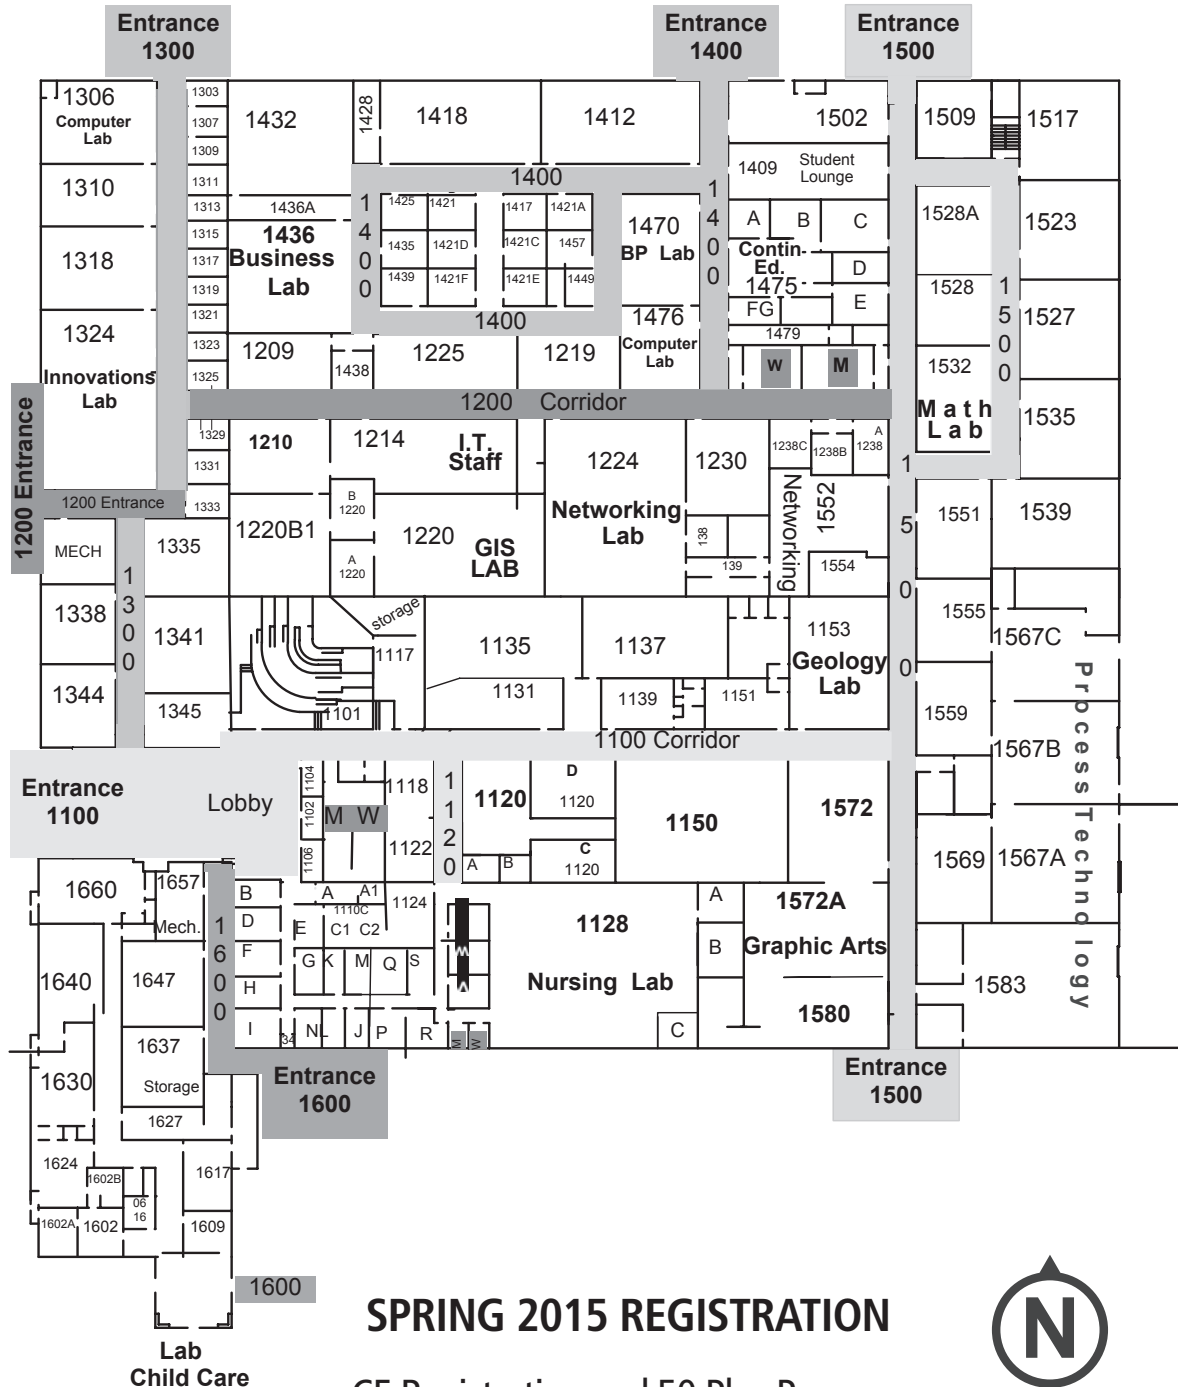 Entrance
1300
Entrance
1400
Entrance
1500
1306
Computer
Lab
1310
1318
1324
Innovations
Lab
1303
1307
1309
1311
1313
1315
1317
1319
1321
1323
1325
1432
1428
1418
1412
1400
1436A
1436
Business
Lab
1400
1425
1421
1417
1421A
1435
1421D
1421C
1457
1439
1421F
1421E
1449
1400
1470
BP Lab
1476
Computer
Lab
1400
1502
1409
Student
Lounge
A
B
C
Contin-
Ed.
1475
D
E
FG
1479
W
M
1509
1517
1528A
1523
1528
1527
1532
Math
Lab
1535
1500
1209
1438
1225
1219
1200 Corridor
1200 Entrance
1200 Entrance
1329
1331
1333
1210
1214
I.T.
Staff
1224
Networking
Lab
1230
1238C
1238B
A
1238
Networking
1552
1554
138
139
1220B1
B
1220
A
1220
1220
GIS
LAB
1500
1551
1539
1555
1567C
1559
1567B
1569
1567A
1583
Process Technology
MECH
1335
1338
1341
1344
1345
1300
storage
1117
1101
1135
1131
1137
1139
1151
1153
Geology
Lab
1100 Corridor
Entrance
1100
Lobby
1104
1102
1106
M W
1118
1122
1120
1120
D
1120
C
1120
A
B
1150
1572
1660
1657
Mech.
1640
1647
1637
Storage
1630
1627
1624
1602B
1617
06
16
1602A
1602
1609
1600
B
D
F
H
I
A
A1
1110C
C1 C2
1124
E
G
K
M
Q
S
34
NL
J
P
R
M
W
1128
Nursing Lab
A
B
C
1572A
Graphic Arts
1580
Entrance
1600
Entrance
1500
1600
Lab
Child Care
SPRING 2015 REGISTRATION
N